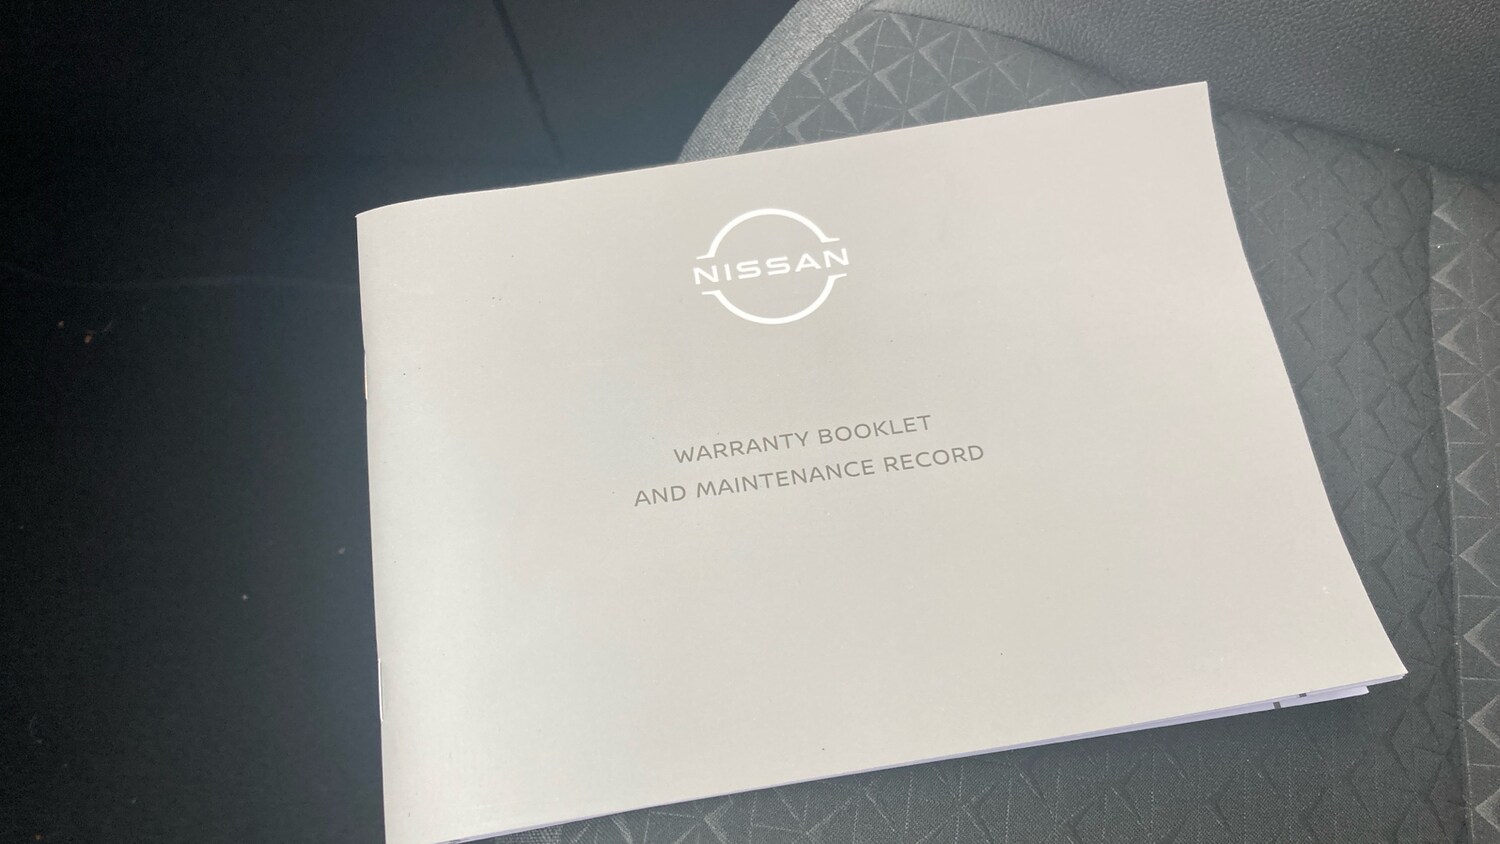 NISSAN
WARRANTY BOOKLET
AND MAINTENANCE RECORD